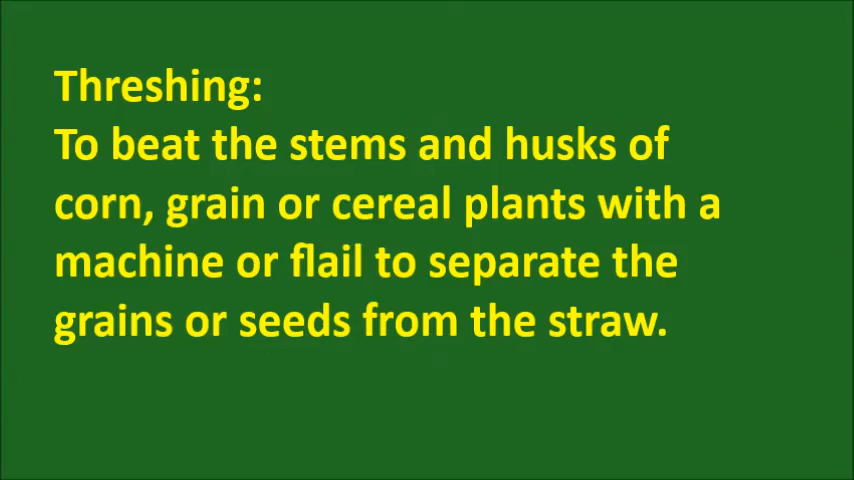 Threshing:
To beat the stems and husks of
corn, grain or cereal plants with a
machine or flail to separate the
grains or seeds from the straw.